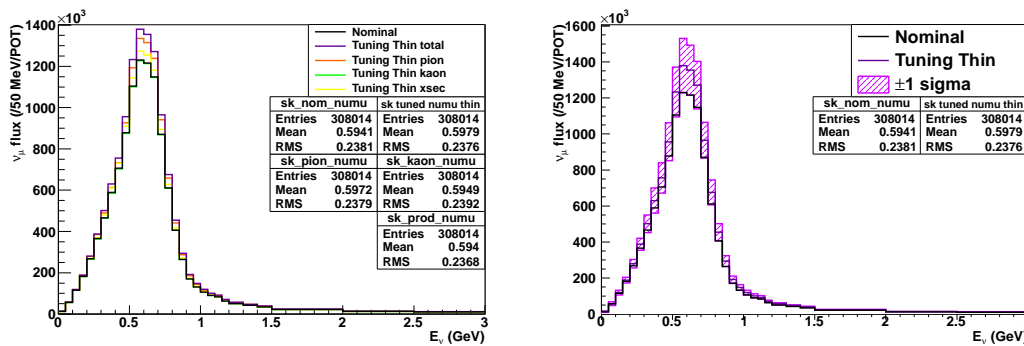 ×10³
1400
1200
1000
800
600
400
200
0
ν_μ flux (/50 MeV/POT)
Nominal
Tuning Thin total
Tuning Thin pion
Tuning Thin kaon
Tuning Thin xsec
sk_nom_numu
Entries 308014
Mean 0.5941
RMS 0.2381
sk tuned numu thin
Entries 308014
Mean 0.5979
RMS 0.2376
sk_pion_numu
Entries 308014
Mean 0.5972
RMS 0.2379
sk_kaon_numu
Entries 308014
Mean 0.5949
RMS 0.2392
sk_prod_numu
Entries 308014
Mean 0.594
RMS 0.2368
0 0.5 1 1.5 2 2.5 3
E_ν (GeV)
×10³
1600
1400
1200
1000
800
600
400
200
0
ν_μ flux (/50 MeV/POT)
Nominal
Tuning Thin
±1 sigma
sk_nom_numu
Entries 308014
Mean 0.5941
RMS 0.2381
sk tuned numu thin
Entries 308014
Mean 0.5979
RMS 0.2376
0 0.5 1 1.5 2 2.5 3
E_ν (GeV)